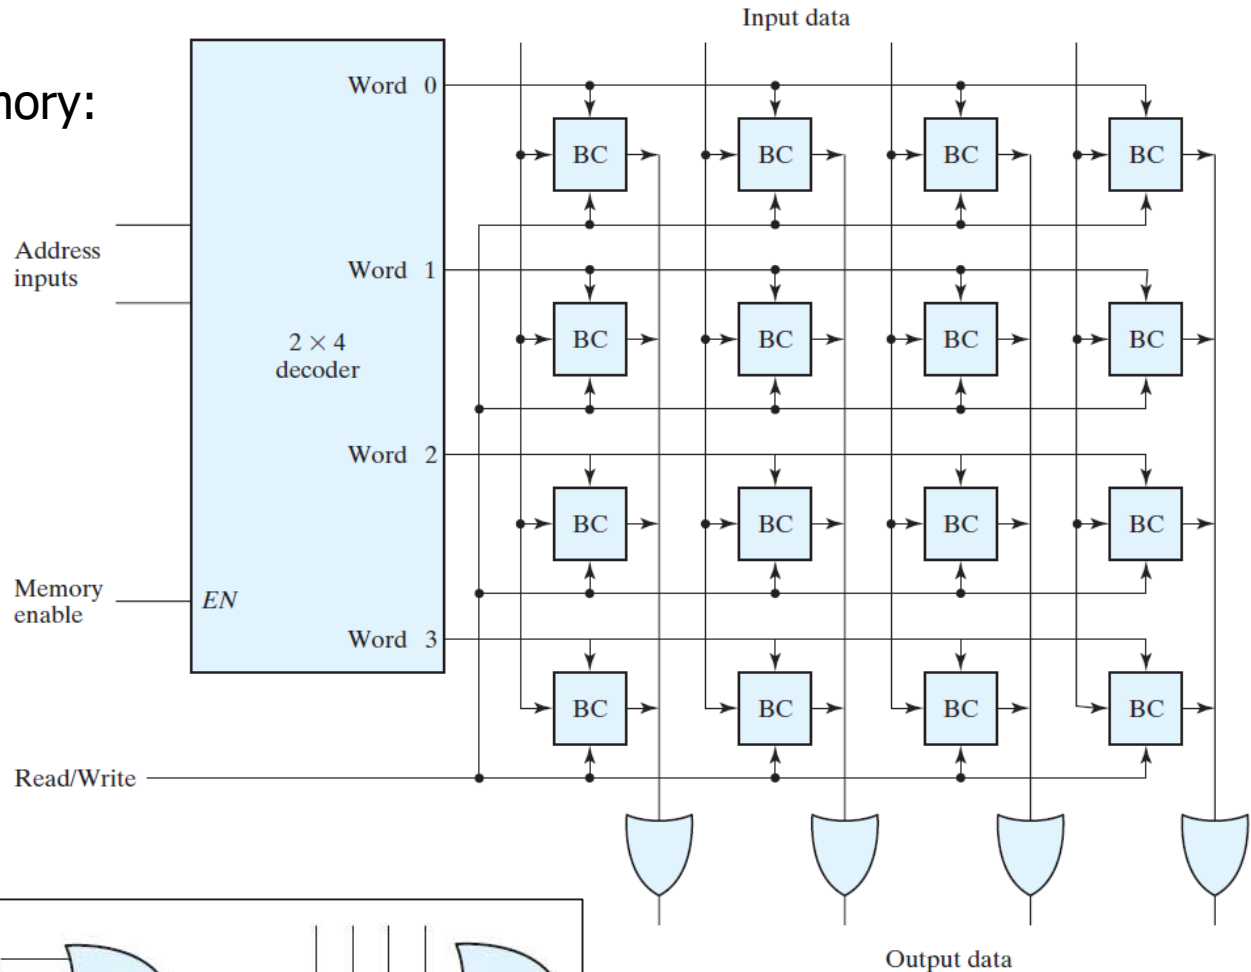 Input data
mory:
Word 0
BC BC BC BC
Address
inputs
Word 1
2 × 4
decoder
BC BC BC BC
Word 2
BC BC BC BC
Memory
enable
EN
Word 3
BC BC BC BC
Read/Write
Output data